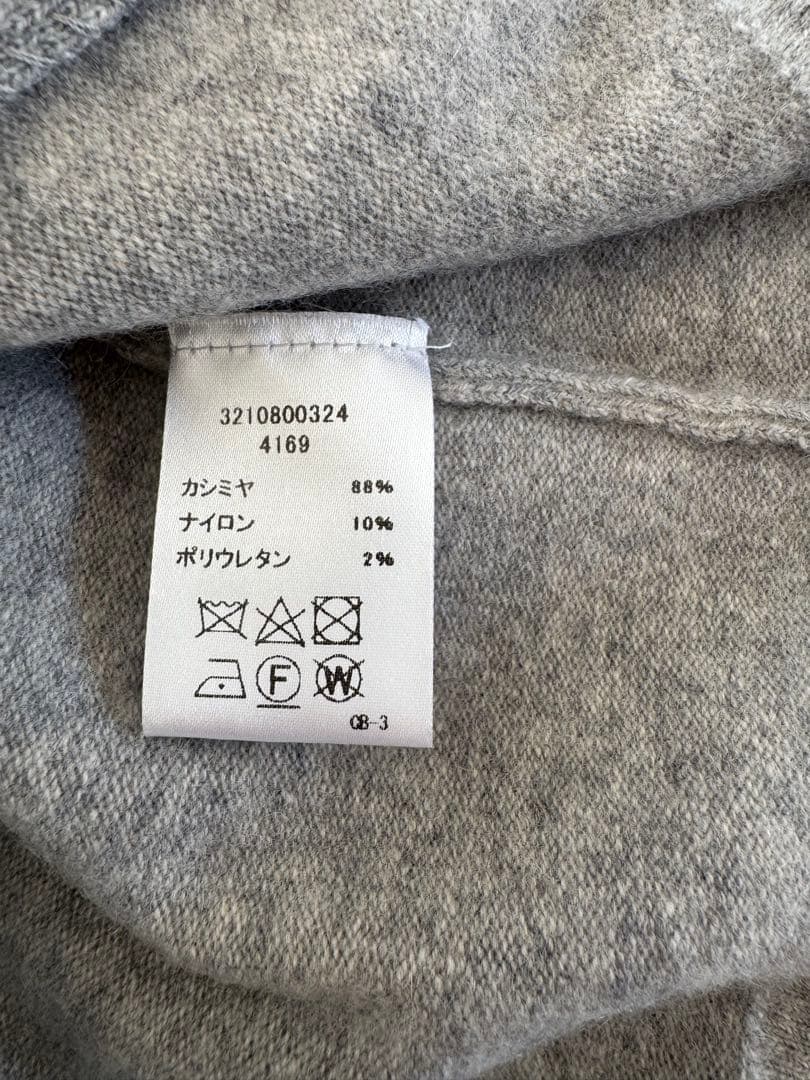 3210800324
4169
カシミヤ 88%
ナイロン 10%
ポリウレタン 2%
F W
CB-3